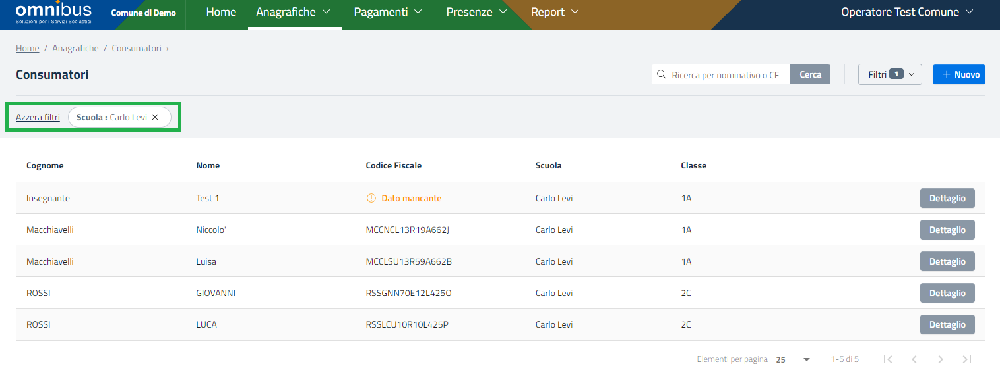 omnibus
Soluzioni per i Servizi Scolastici
Comune di Demo
Home Anagrafiche Pagamenti Presenze Report Operatore Test Comune
Home / Anagrafiche / Consumatori ›
Consumatori
Ricerca per nominativo o CF Cerca Filtri 1 + Nuovo
Azzera filtri Scuola : Carlo Levi
Cognome Nome Codice Fiscale Scuola Classe
Insegnante Test 1 Dato mancante Carlo Levi 1A Dettaglio
Macchiavelli Niccolo' MCCNCL13R19A662J Carlo Levi 1A Dettaglio
Macchiavelli Luisa MCCLSU13R59A662B Carlo Levi 1A Dettaglio
ROSSI GIOVANNI RSSGNN70E12L425O Carlo Levi 2C Dettaglio
ROSSI LUCA RSSLCU10R10L425P Carlo Levi 2C Dettaglio
Elementi per pagina 25 1-5 di 5